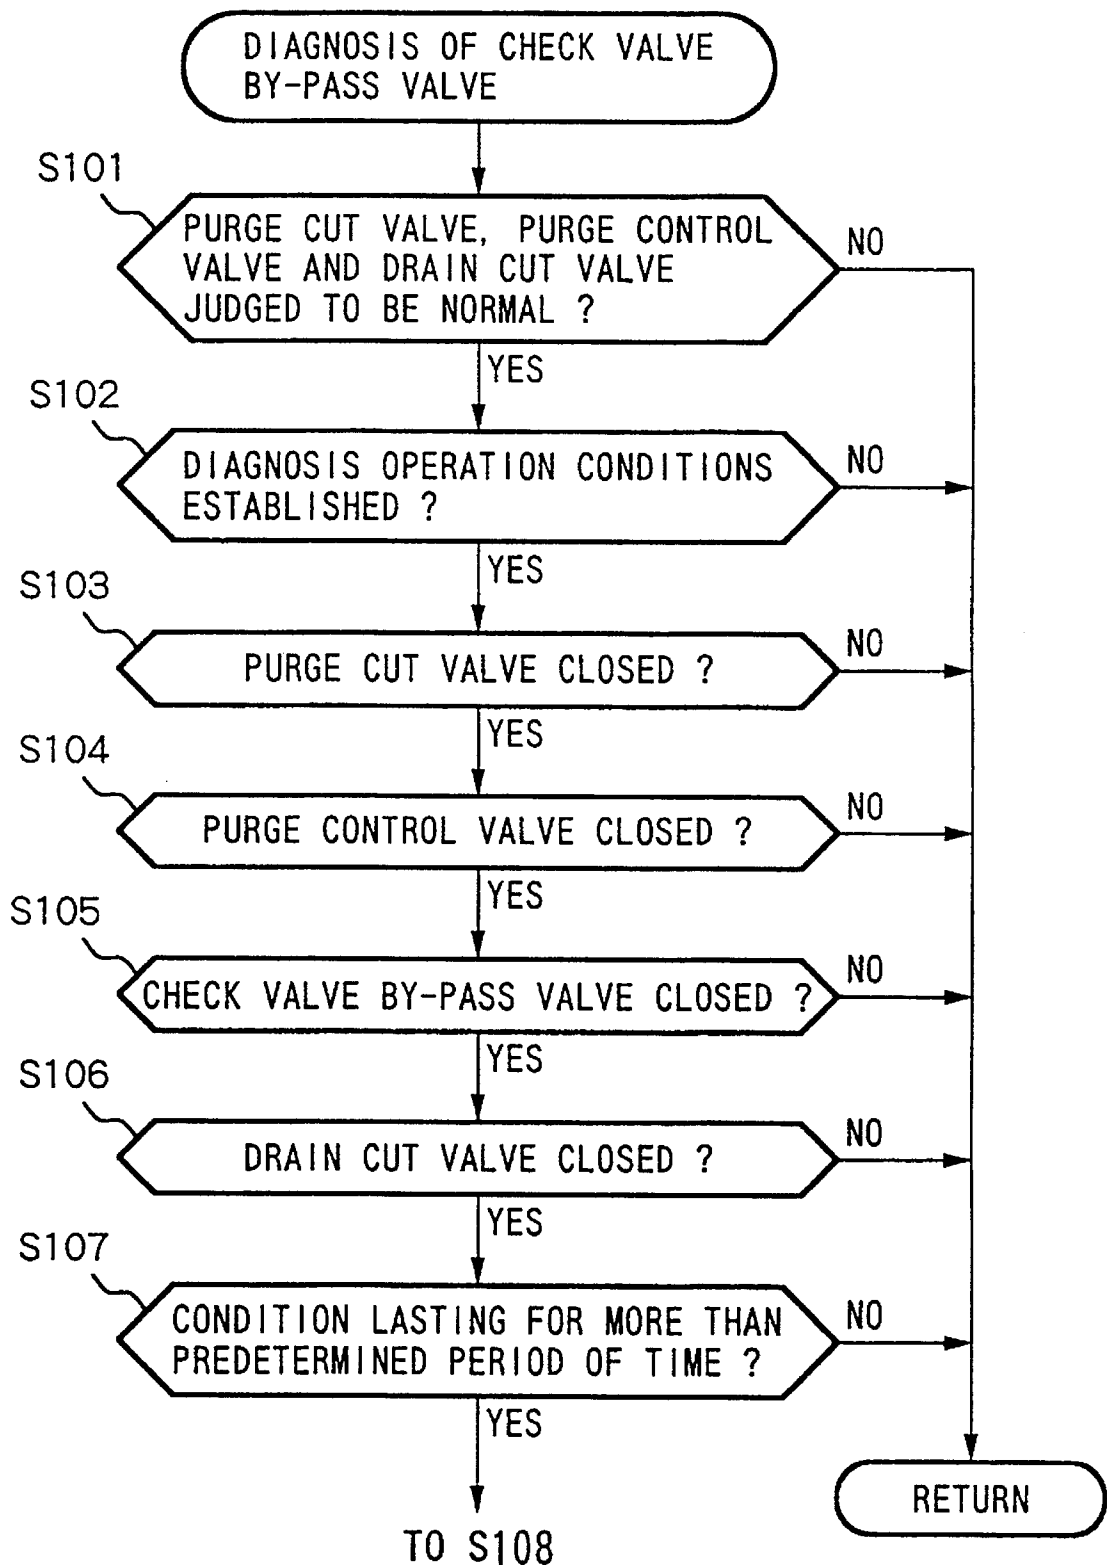 DIAGNOSIS OF CHECK VALVE
BY-PASS VALVE
S101
PURGE CUT VALVE, PURGE CONTROL
VALVE AND DRAIN CUT VALVE
JUDGED TO BE NORMAL ?
NO
YES
S102
DIAGNOSIS OPERATION CONDITIONS
ESTABLISHED ?
NO
YES
S103
PURGE CUT VALVE CLOSED ?
NO
YES
S104
PURGE CONTROL VALVE CLOSED ?
NO
YES
S105
CHECK VALVE BY-PASS VALVE CLOSED ?
NO
YES
S106
DRAIN CUT VALVE CLOSED ?
NO
YES
S107
CONDITION LASTING FOR MORE THAN
PREDETERMINED PERIOD OF TIME ?
NO
YES
RETURN
TO S108